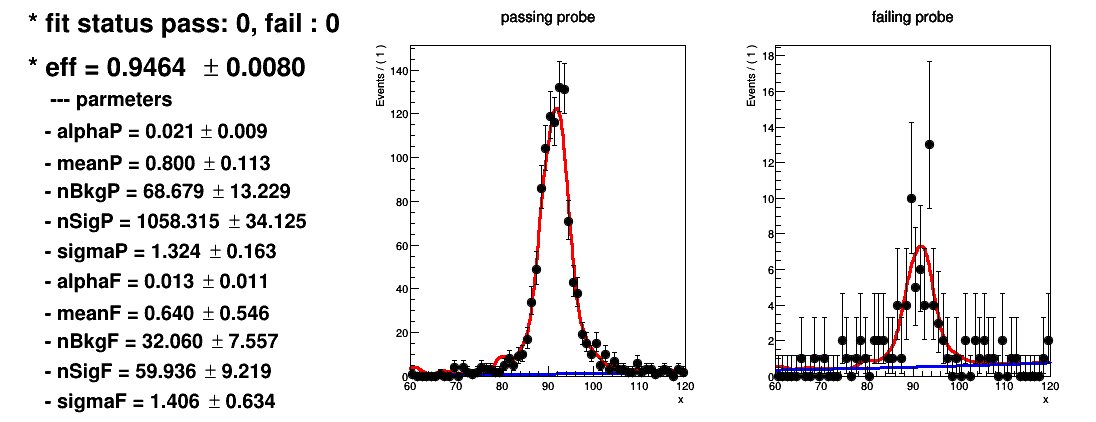 * fit status pass: 0, fail : 0
* eff = 0.9464 ± 0.0080
--- parmeters
- alphaP = 0.021 ± 0.009
- meanP = 0.800 ± 0.113
- nBkgP = 68.679 ± 13.229
- nSigP = 1058.315 ± 34.125
- sigmaP = 1.324 ± 0.163
- alphaF = 0.013 ± 0.011
- meanF = 0.640 ± 0.546
- nBkgF = 32.060 ± 7.557
- nSigF = 59.936 ± 9.219
- sigmaF = 1.406 ± 0.634
passing probe
Events / ( 1 )
140
120
100
80
60
40
20
0
60 70 80 90 100 110 120
x
failing probe
Events / ( 1 )
18
16
14
12
10
8
6
4
2
0
60 70 80 90 100 110 120
x